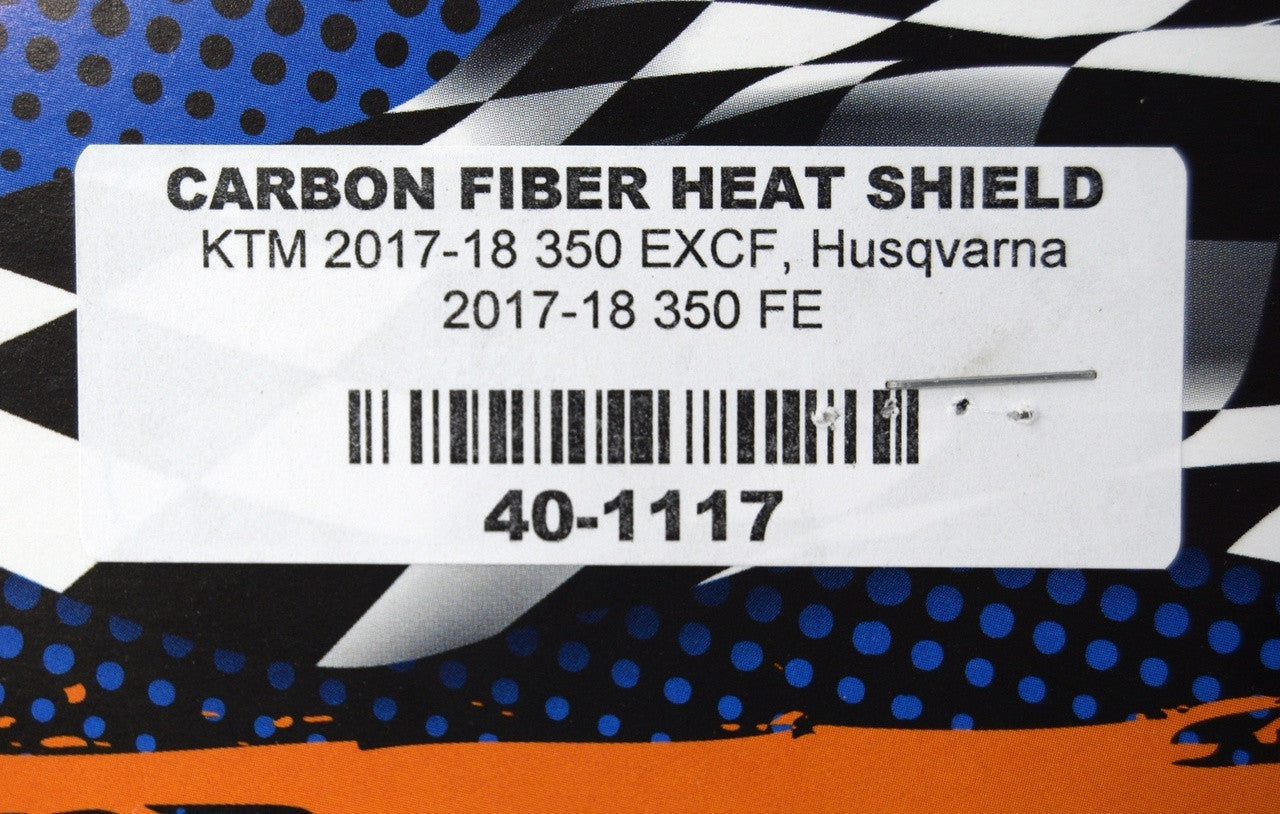 CARBON FIBER HEAT SHIELD
KTM 2017-18 350 EXCF, Husqvarna
2017-18 350 FE
40-1117